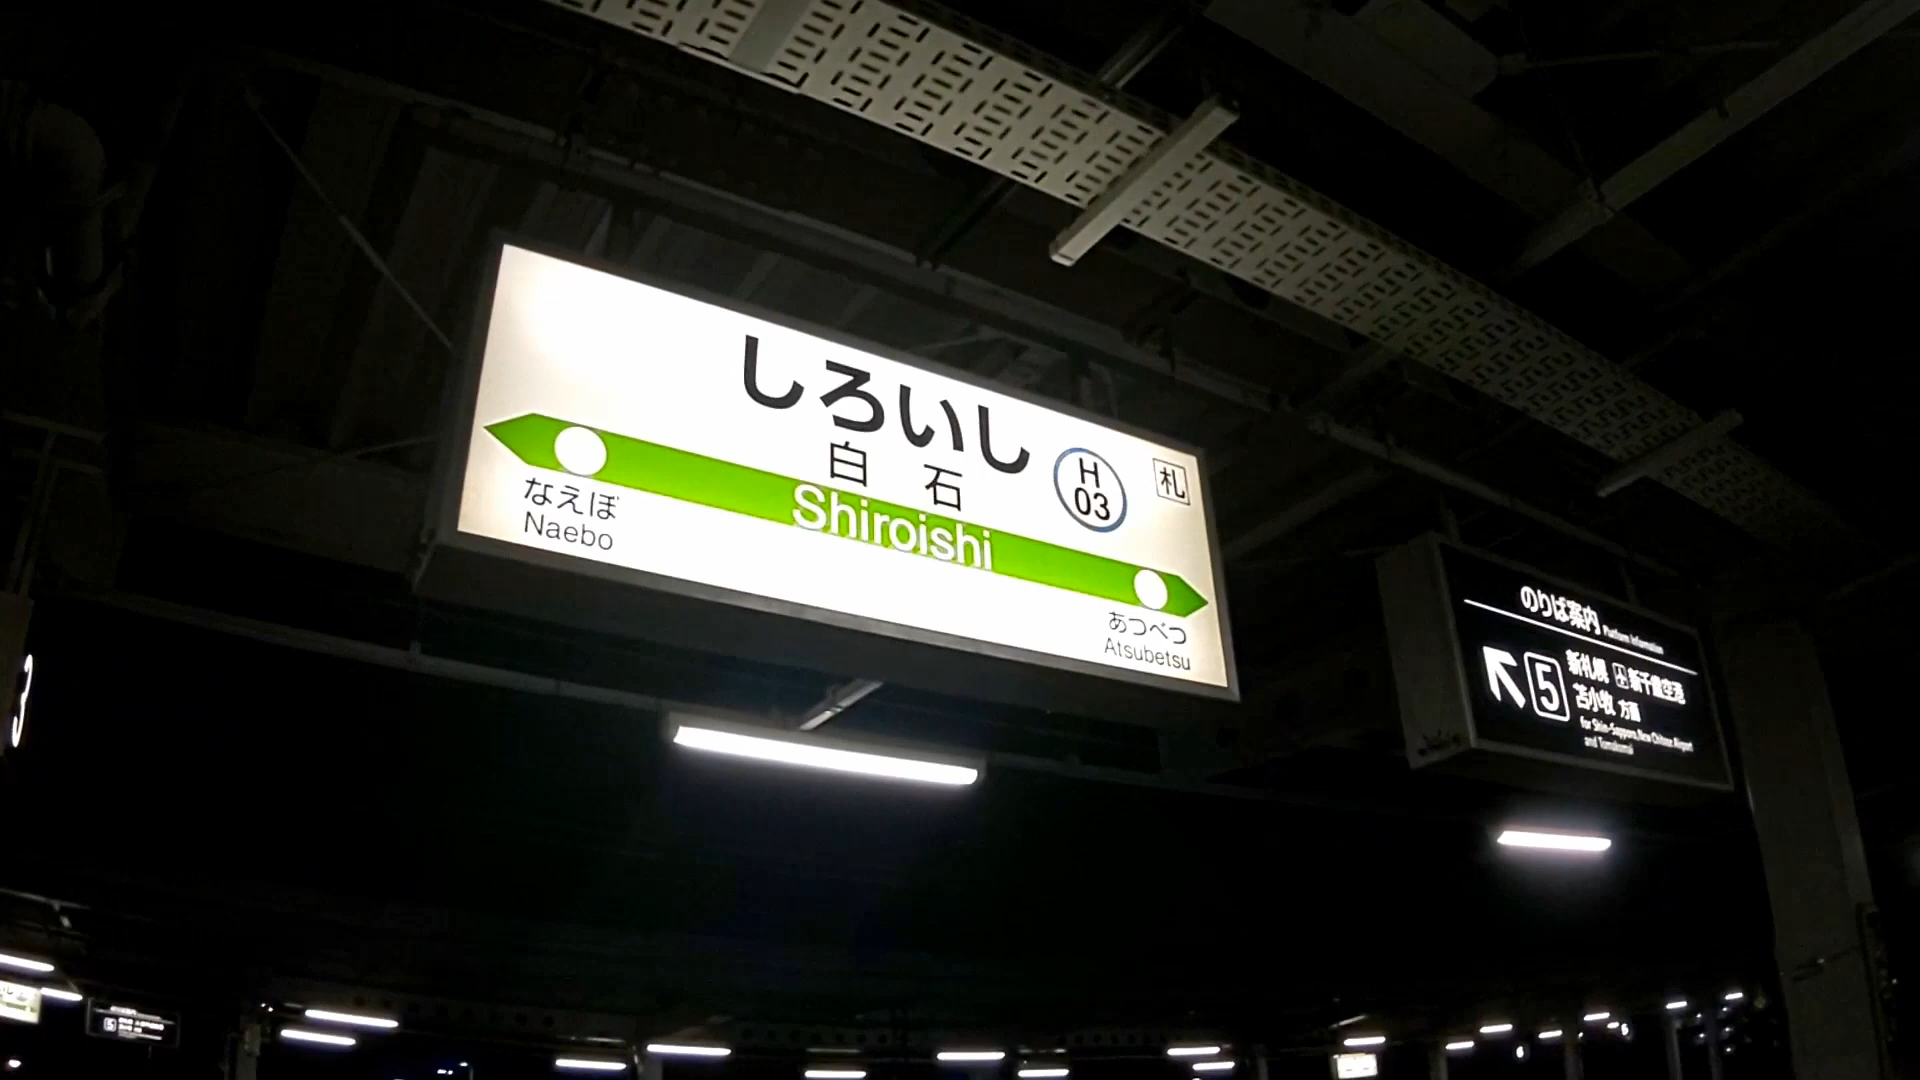 しろいし
白石
Shiroishi
H
03
札
なえぼ
Naebo
あつべつ
Atsubetsu
のりば案内 Platform Information
5 新札幌 新千歳空港
苫小牧 方面
for Shin-Sapporo, New Chitose Airport
and Tomakomai
3